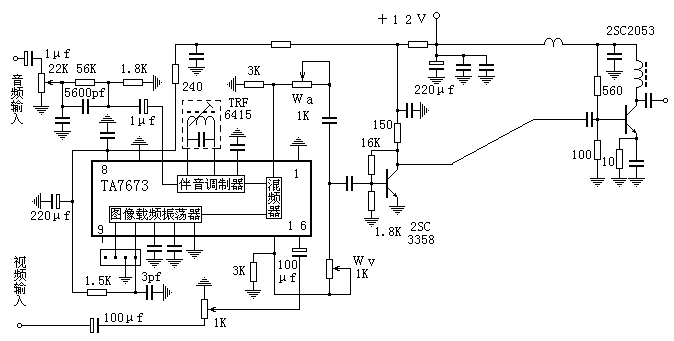 +12V
2SC2053
1μf
22K 56K
1.8K
5600pf
1μf
音频输入
240
3K
Wa
1K
TRF
6415
220μf
560
150
16K
100
10
8
1
TA7673
伴音调制器
混频器
图像载频振荡器
9
16
220μf
1.8K
2SC
3358
1.5K
3pf
3K
100
μf
Wv
1K
视频输入
100μf
1K